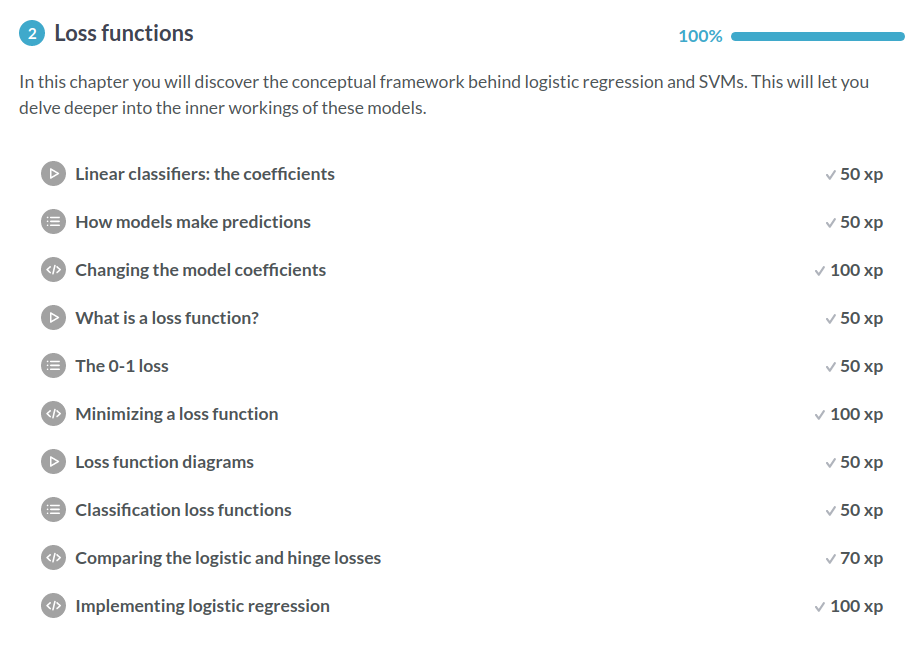 2 Loss functions 100%
In this chapter you will discover the conceptual framework behind logistic regression and SVMs. This will let you
delve deeper into the inner workings of these models.
Linear classifiers: the coefficients 50 xp
How models make predictions 50 xp
Changing the model coefficients 100 xp
What is a loss function? 50 xp
The 0-1 loss 50 xp
Minimizing a loss function 100 xp
Loss function diagrams 50 xp
Classification loss functions 50 xp
Comparing the logistic and hinge losses 70 xp
Implementing logistic regression 100 xp